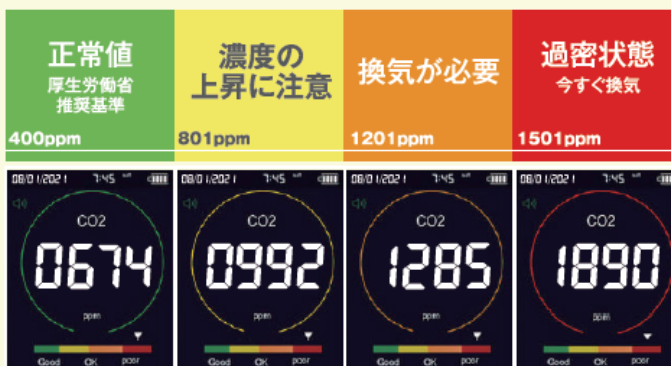 正常値
厚生労働省
推奨基準
400ppm
濃度の
上昇に注意
801ppm
換気が必要
1201ppm
過密状態
今すぐ換気
1501ppm
08/01/2021 7:45
CO2
0674
ppm
Good OK poor
08/01/2021 7:45
CO2
0992
ppm
Good OK poor
08/01/2021 7:45
CO2
1285
ppm
Good OK poor
08/01/2021 7:45
CO2
1890
ppm
Good OK poor